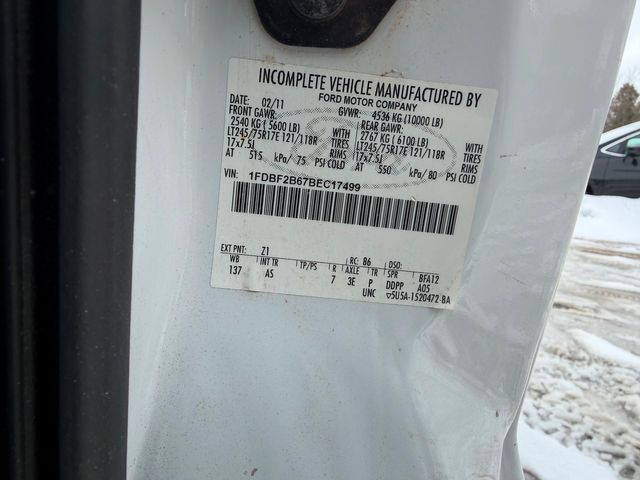 INCOMPLETE VEHICLE MANUFACTURED BY
FORD MOTOR COMPANY
DATE: 02/11 GVWR: 4536 KG (10000 LB)
FRONT GAWR: REAR GAWR:
2540 KG (5600 LB) WITH 2767 KG (6100 LB) WITH
LT245/75R17E 121/118R TIRES LT245/75R17E 121/118R TIRES
17x7.5J RIMS 17x7.5J RIMS
AT 515 kPa/ 75 PSI COLD AT 550 kPa/ 80 PSI COLD
VIN: 1FDBF2B67BEC17499
EXT PNT: Z1 RC: B6 DSO:
WB INT TR TP/PS R AXLE TR SPR BFA12
137 AS 7 3E P DDPP A05
UNC 5U5A-1520472-BA